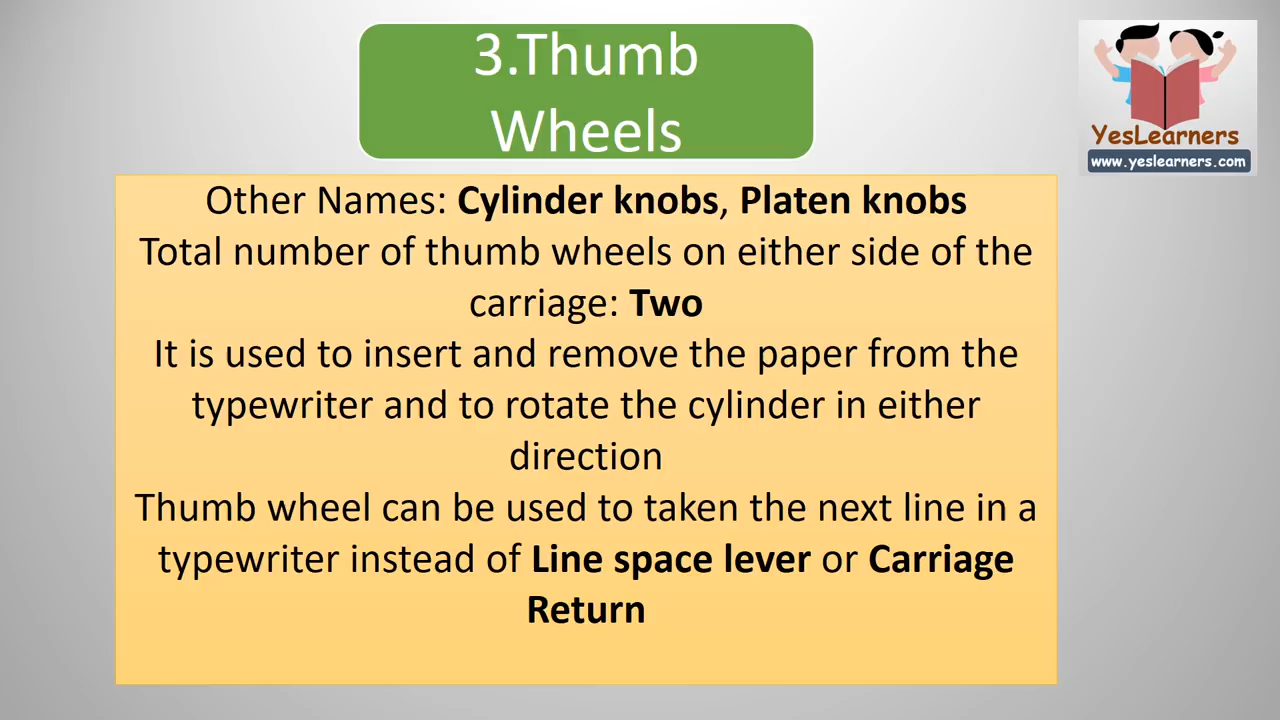 3.Thumb
Wheels
YesLearners
www.yeslearners.com
Other Names: Cylinder knobs, Platen knobs
Total number of thumb wheels on either side of the
carriage: Two
It is used to insert and remove the paper from the
typewriter and to rotate the cylinder in either
direction
Thumb wheel can be used to taken the next line in a
typewriter instead of Line space lever or Carriage
Return